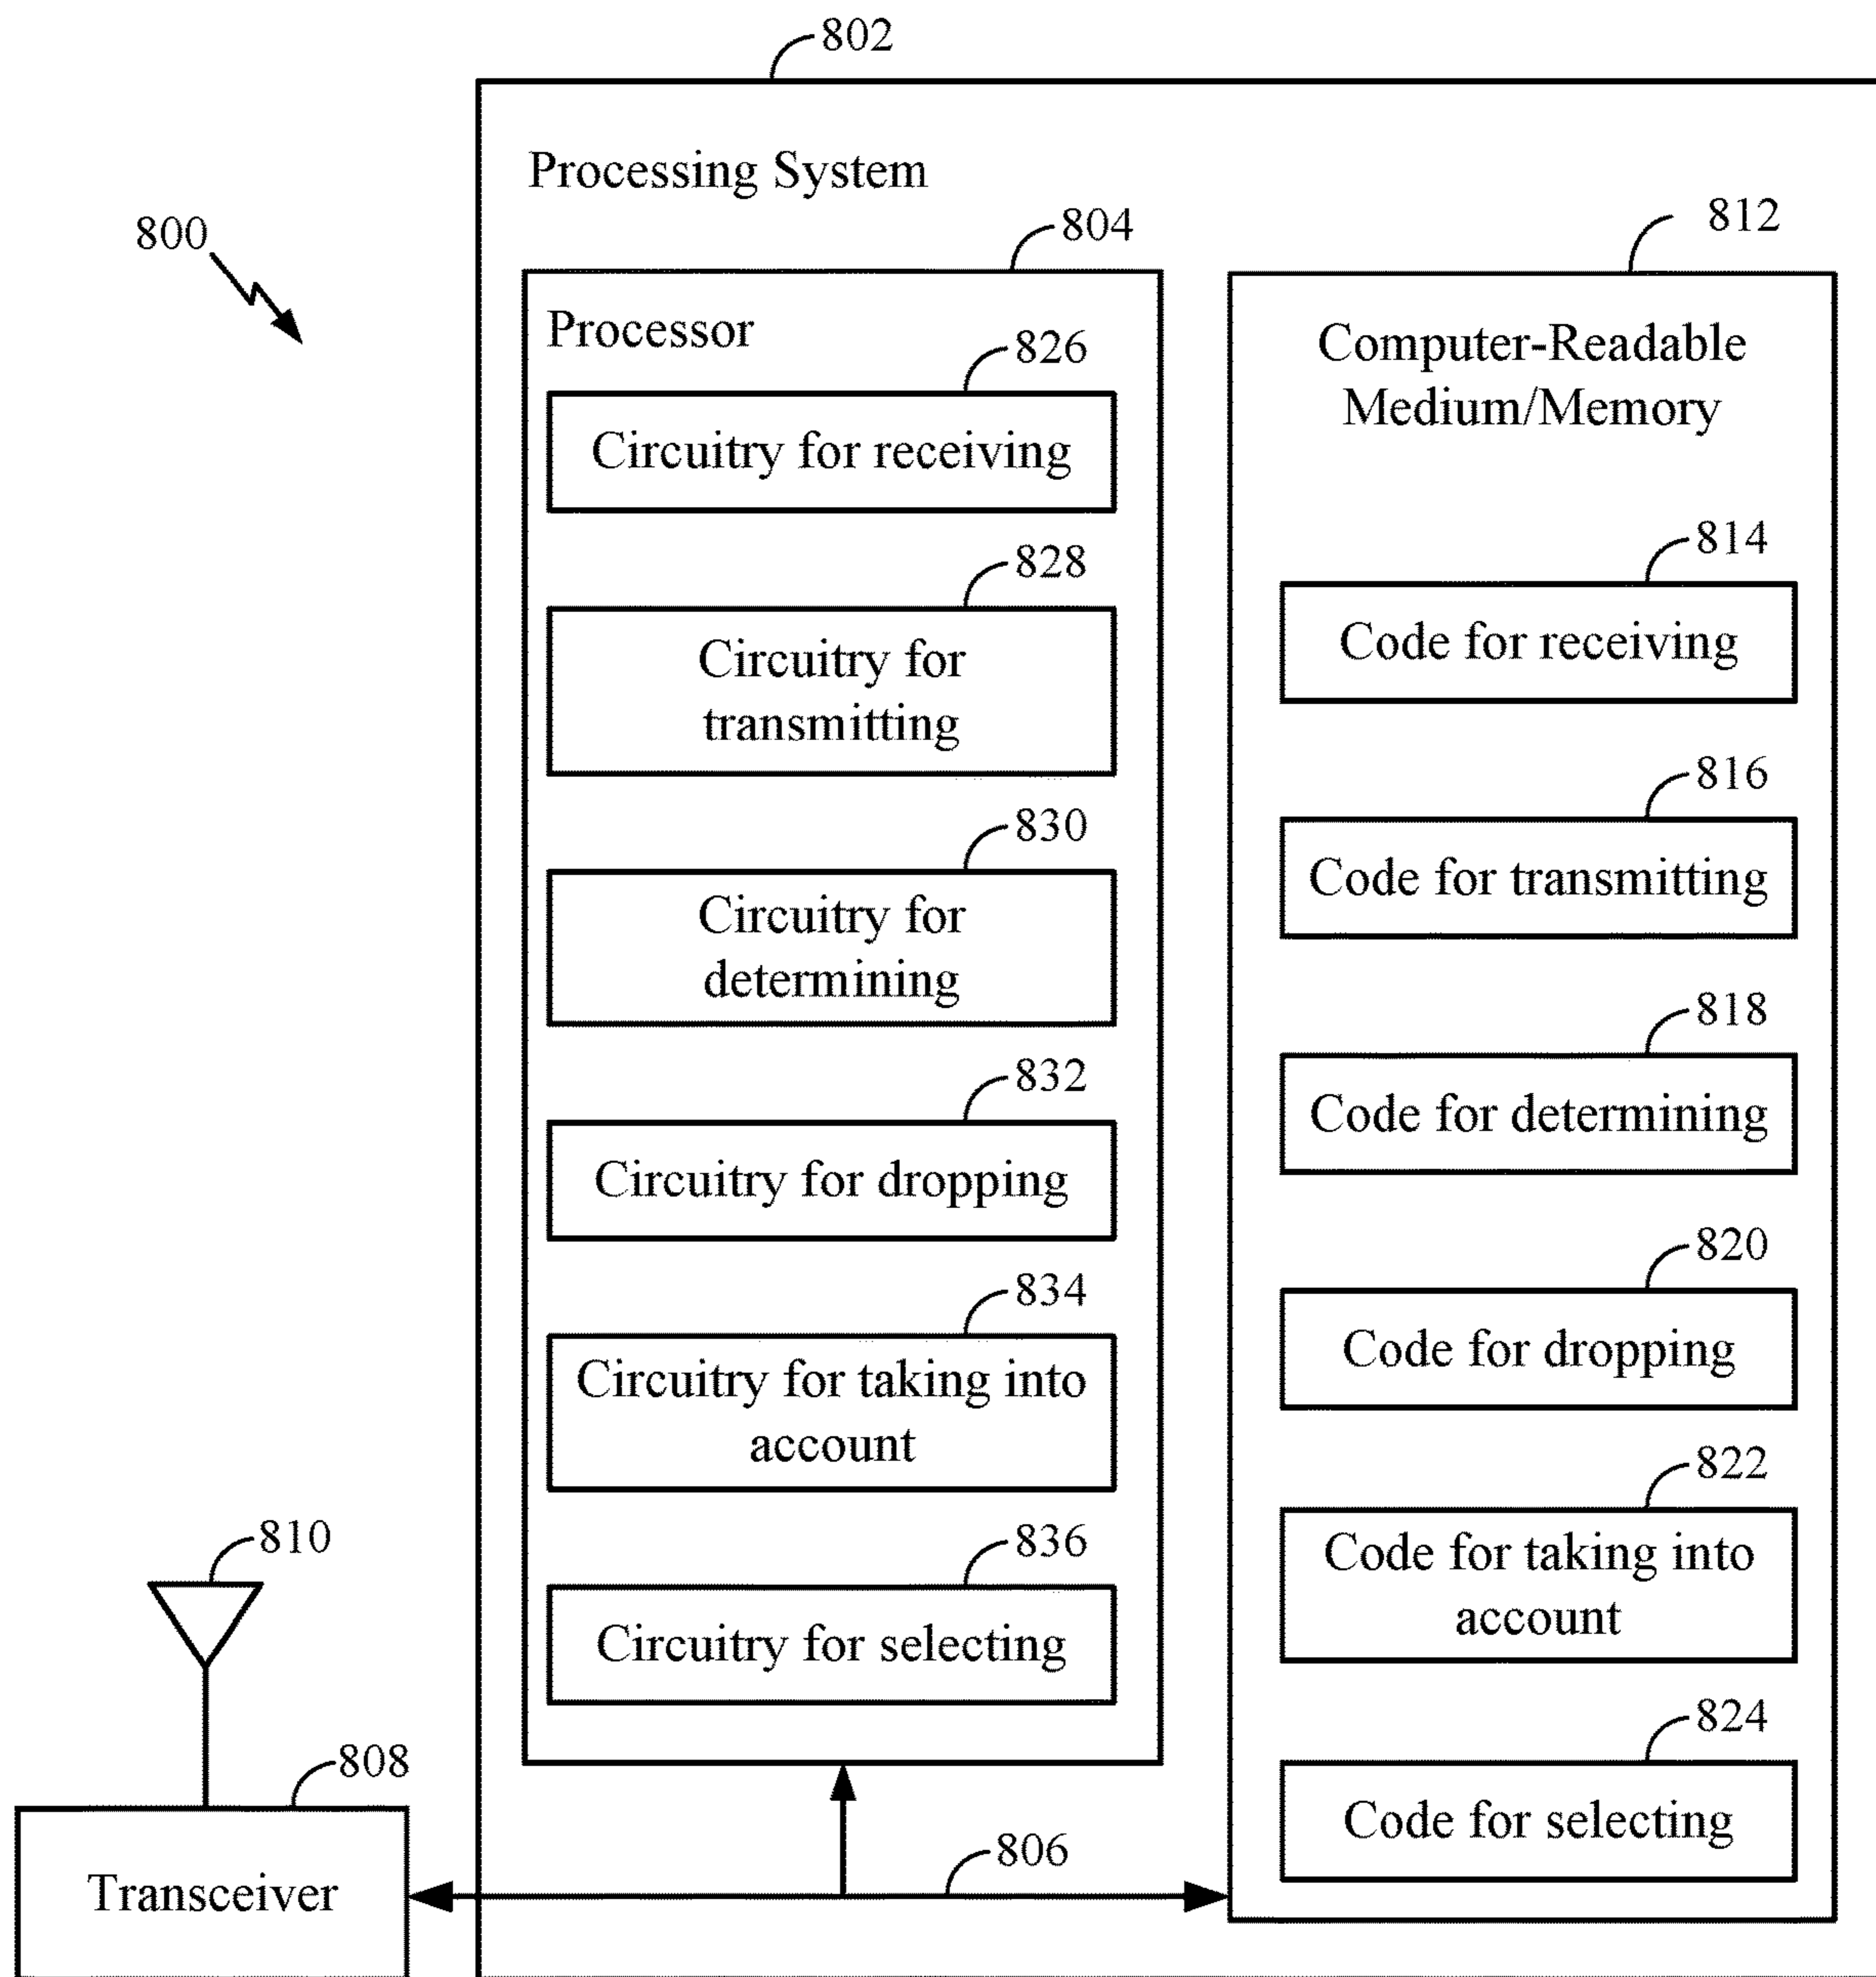 802
Processing System
800
804
812
Processor
826
Circuitry for receiving
828
Circuitry for
transmitting
830
Circuitry for
determining
832
Circuitry for dropping
834
Circuitry for taking into
account
836
Circuitry for selecting
Computer-Readable
Medium/Memory
814
Code for receiving
816
Code for transmitting
818
Code for determining
820
Code for dropping
822
Code for taking into
account
824
Code for selecting
810
808
Transceiver
806